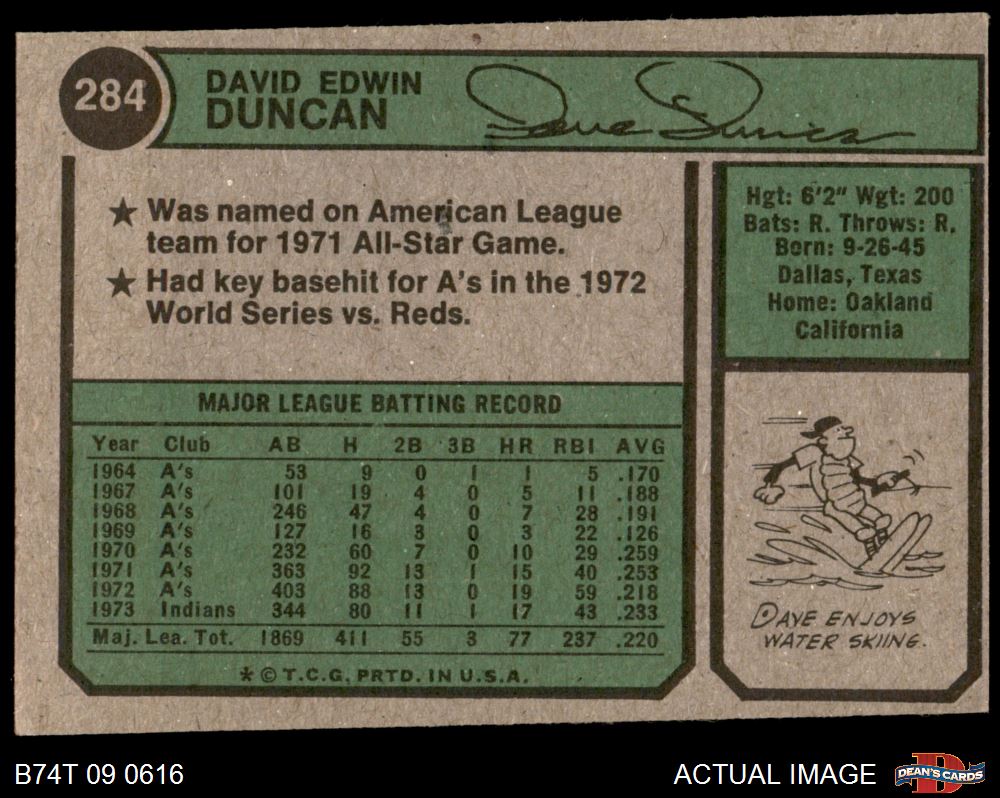 284
DAVID EDWIN
DUNCAN
Dave Duncan
★ Was named on American League
team for 1971 All-Star Game.
★ Had key basehit for A's in the 1972
World Series vs. Reds.
Hgt: 6'2" Wgt: 200
Bats: R. Throws: R.
Born: 9-26-45
Dallas, Texas
Home: Oakland
California
MAJOR LEAGUE BATTING RECORD
Year Club AB H 2B 3B HR RBI AVG
1964 A's 53 9 0 1 1 5 .170
1967 A's 101 19 4 0 5 11 .188
1968 A's 246 47 4 0 7 28 .191
1969 A's 127 16 3 0 3 22 .126
1970 A's 232 60 7 0 10 29 .259
1971 A's 363 92 13 1 15 40 .253
1972 A's 403 88 13 0 19 59 .218
1973 Indians 344 80 11 1 17 43 .233
Maj. Lea. Tot. 1869 411 55 3 77 237 .220
* © T.C.G. PRTD. IN U.S.A.
DAVE ENJOYS
WATER SKIING.
B74T 09 0616
ACTUAL IMAGE
D
DEAN'S CARDS